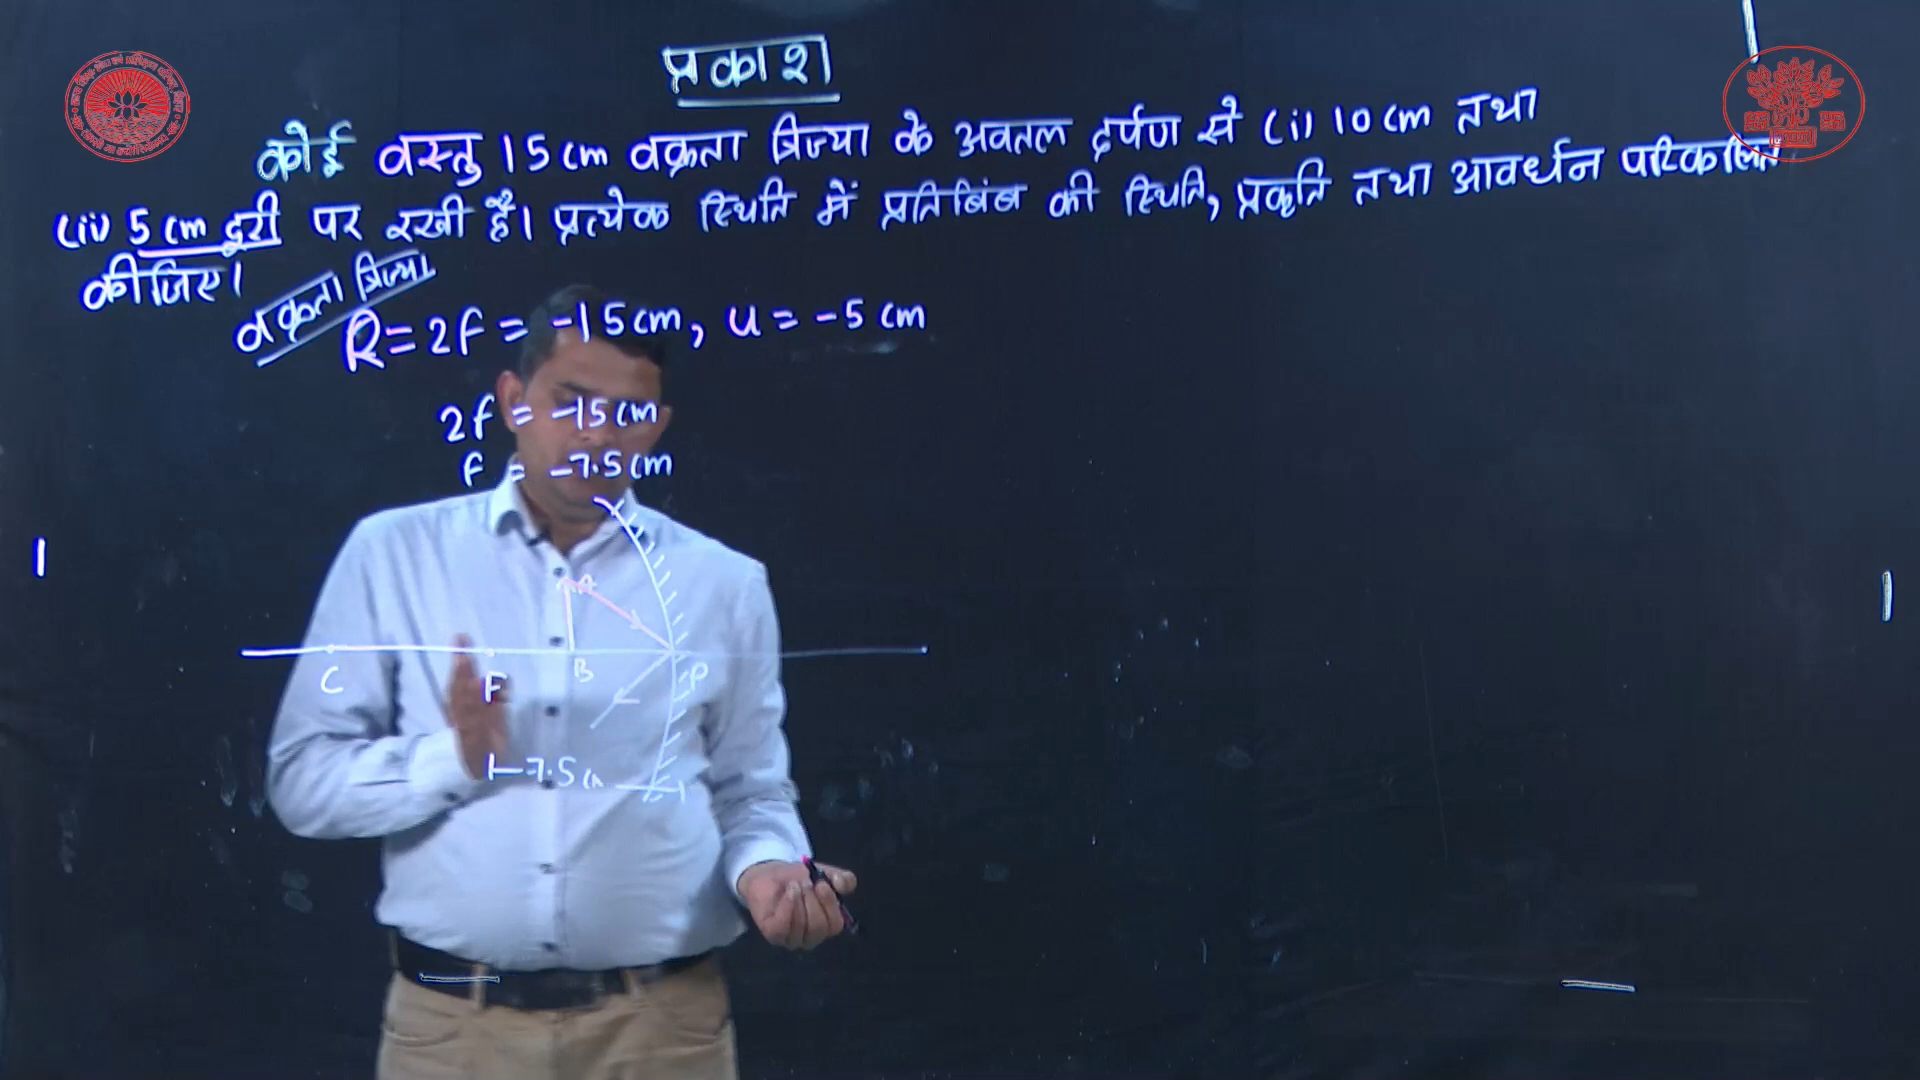 प्रकाश
कोई वस्तु 15 cm वक्रता त्रिज्या के अवतल दर्पण से (i) 10 cm तथा
(ii) 5 cm दूरी पर रखी है। प्रत्येक स्थिति में प्रतिबिंब की स्थिति, प्रकृति तथा आवर्धन परिकलित
कीजिए।
वक्रता त्रिज्या
R = 2f = -15 cm, u = -5 cm
2f = -15 cm
f = -7.5 cm
A
C F B P
7.5 cm